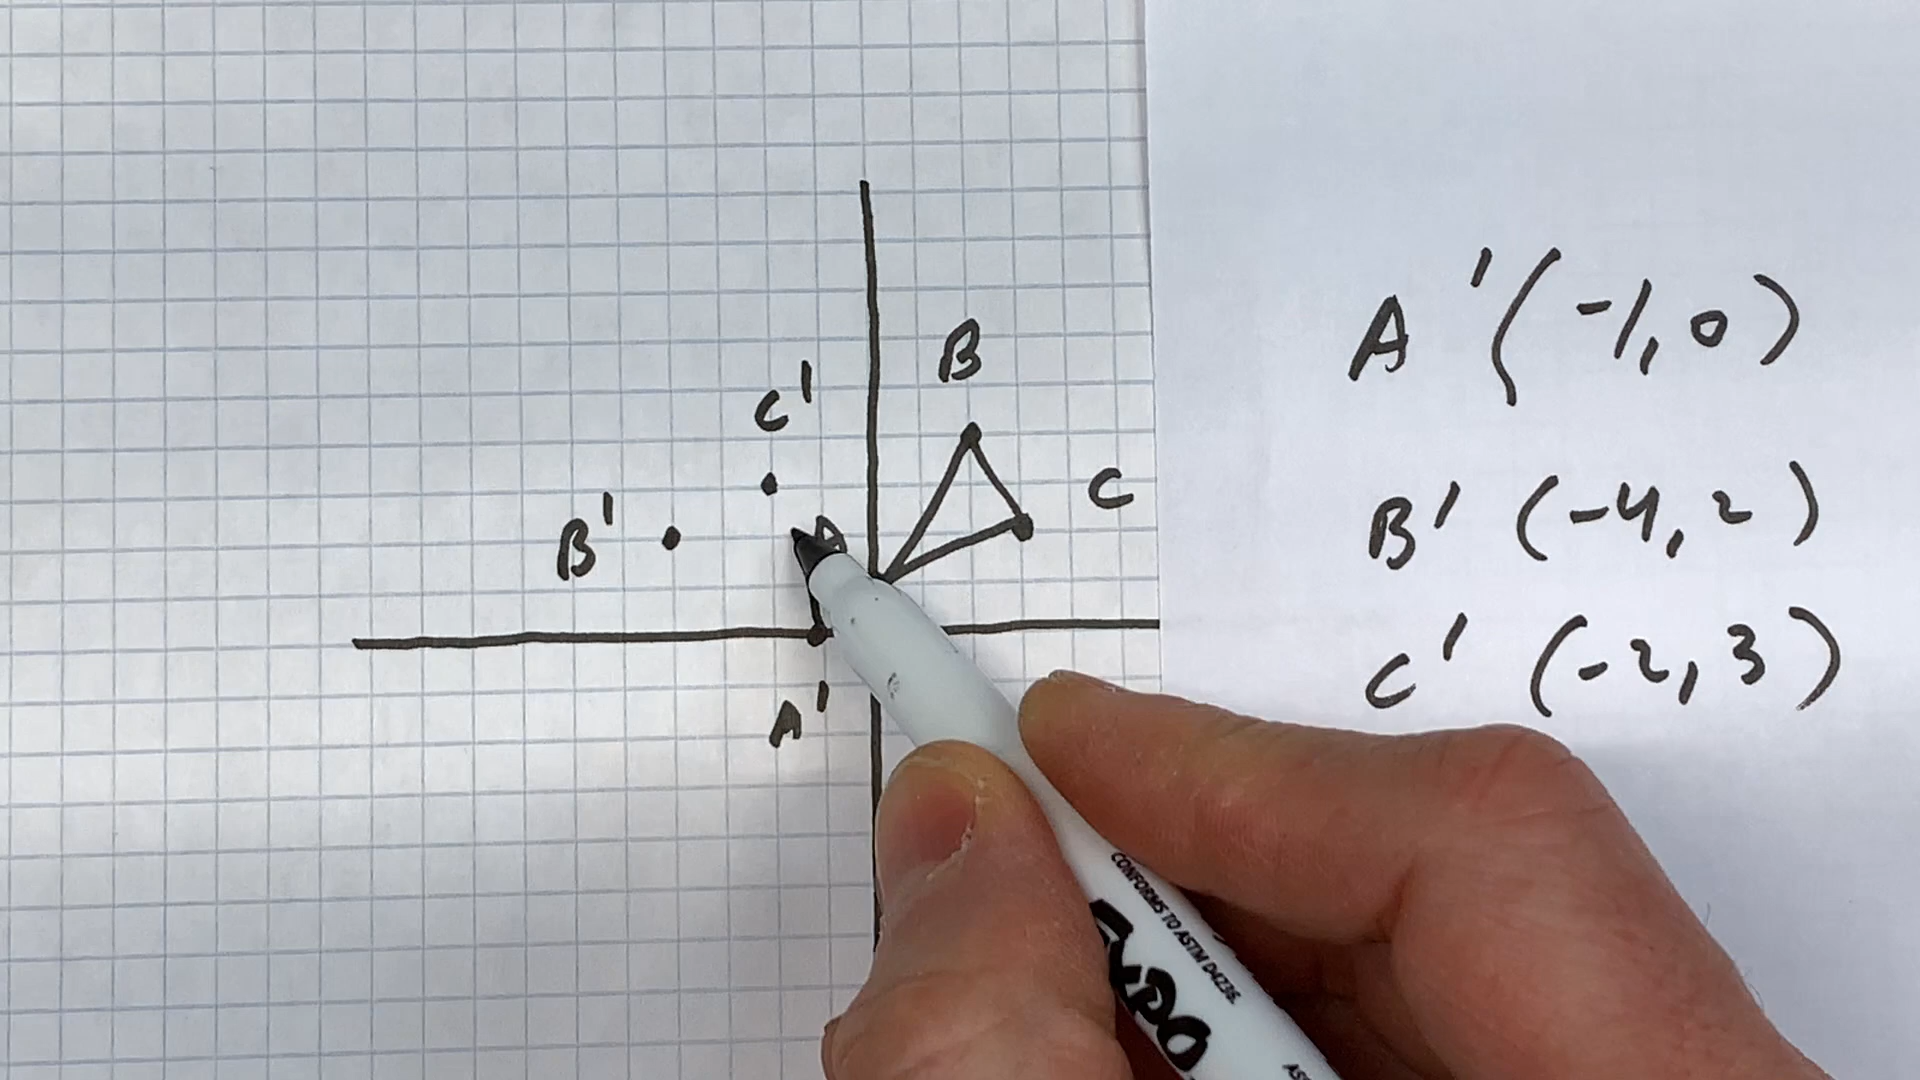 B
C'
C
B'
A
A'
A'(-1,0)
B' (-4,2)
C' (-2,3)
CONFORMS TO ASTM D4236
EXPO